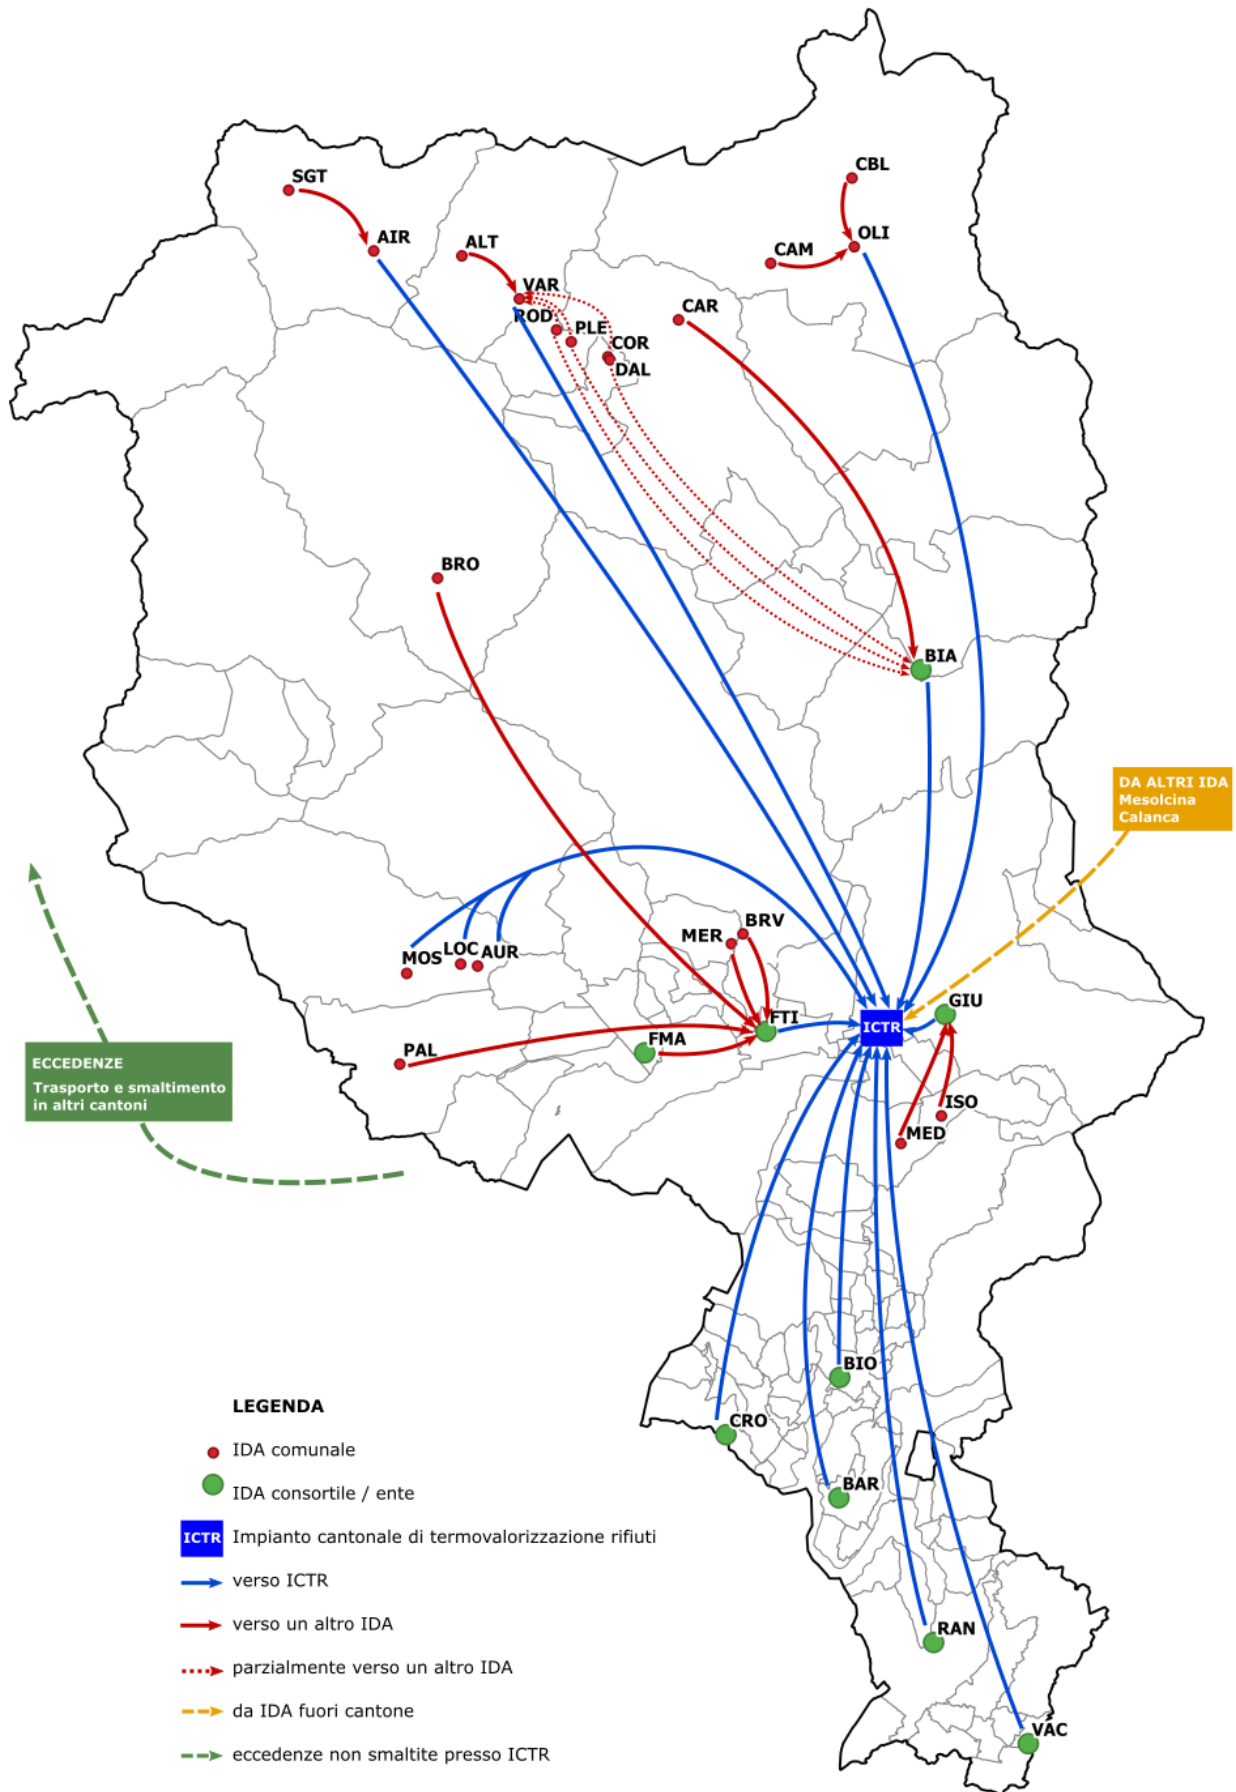 CBL
SGT
OLI
AIR
ALT
CAM
VAR
CAR
ROD
PLE
COR
DAL
BRO
BIA
DA ALTRI IDA
Mesolcina
Calanca
BRV
MER
MOS
LOC
AUR
GIU
FTI
ICTR
FMA
PAL
ECCEDENZE
Trasporto e smaltimento
in altri cantoni
ISO
MED
BIO
CRO
BAR
RAN
VAC
LEGENDA
IDA comunale
IDA consortile / ente
ICTR Impianto cantonale di termovalorizzazione rifiuti
verso ICTR
verso un altro IDA
parzialmente verso un altro IDA
da IDA fuori cantone
eccedenze non smaltite presso ICTR